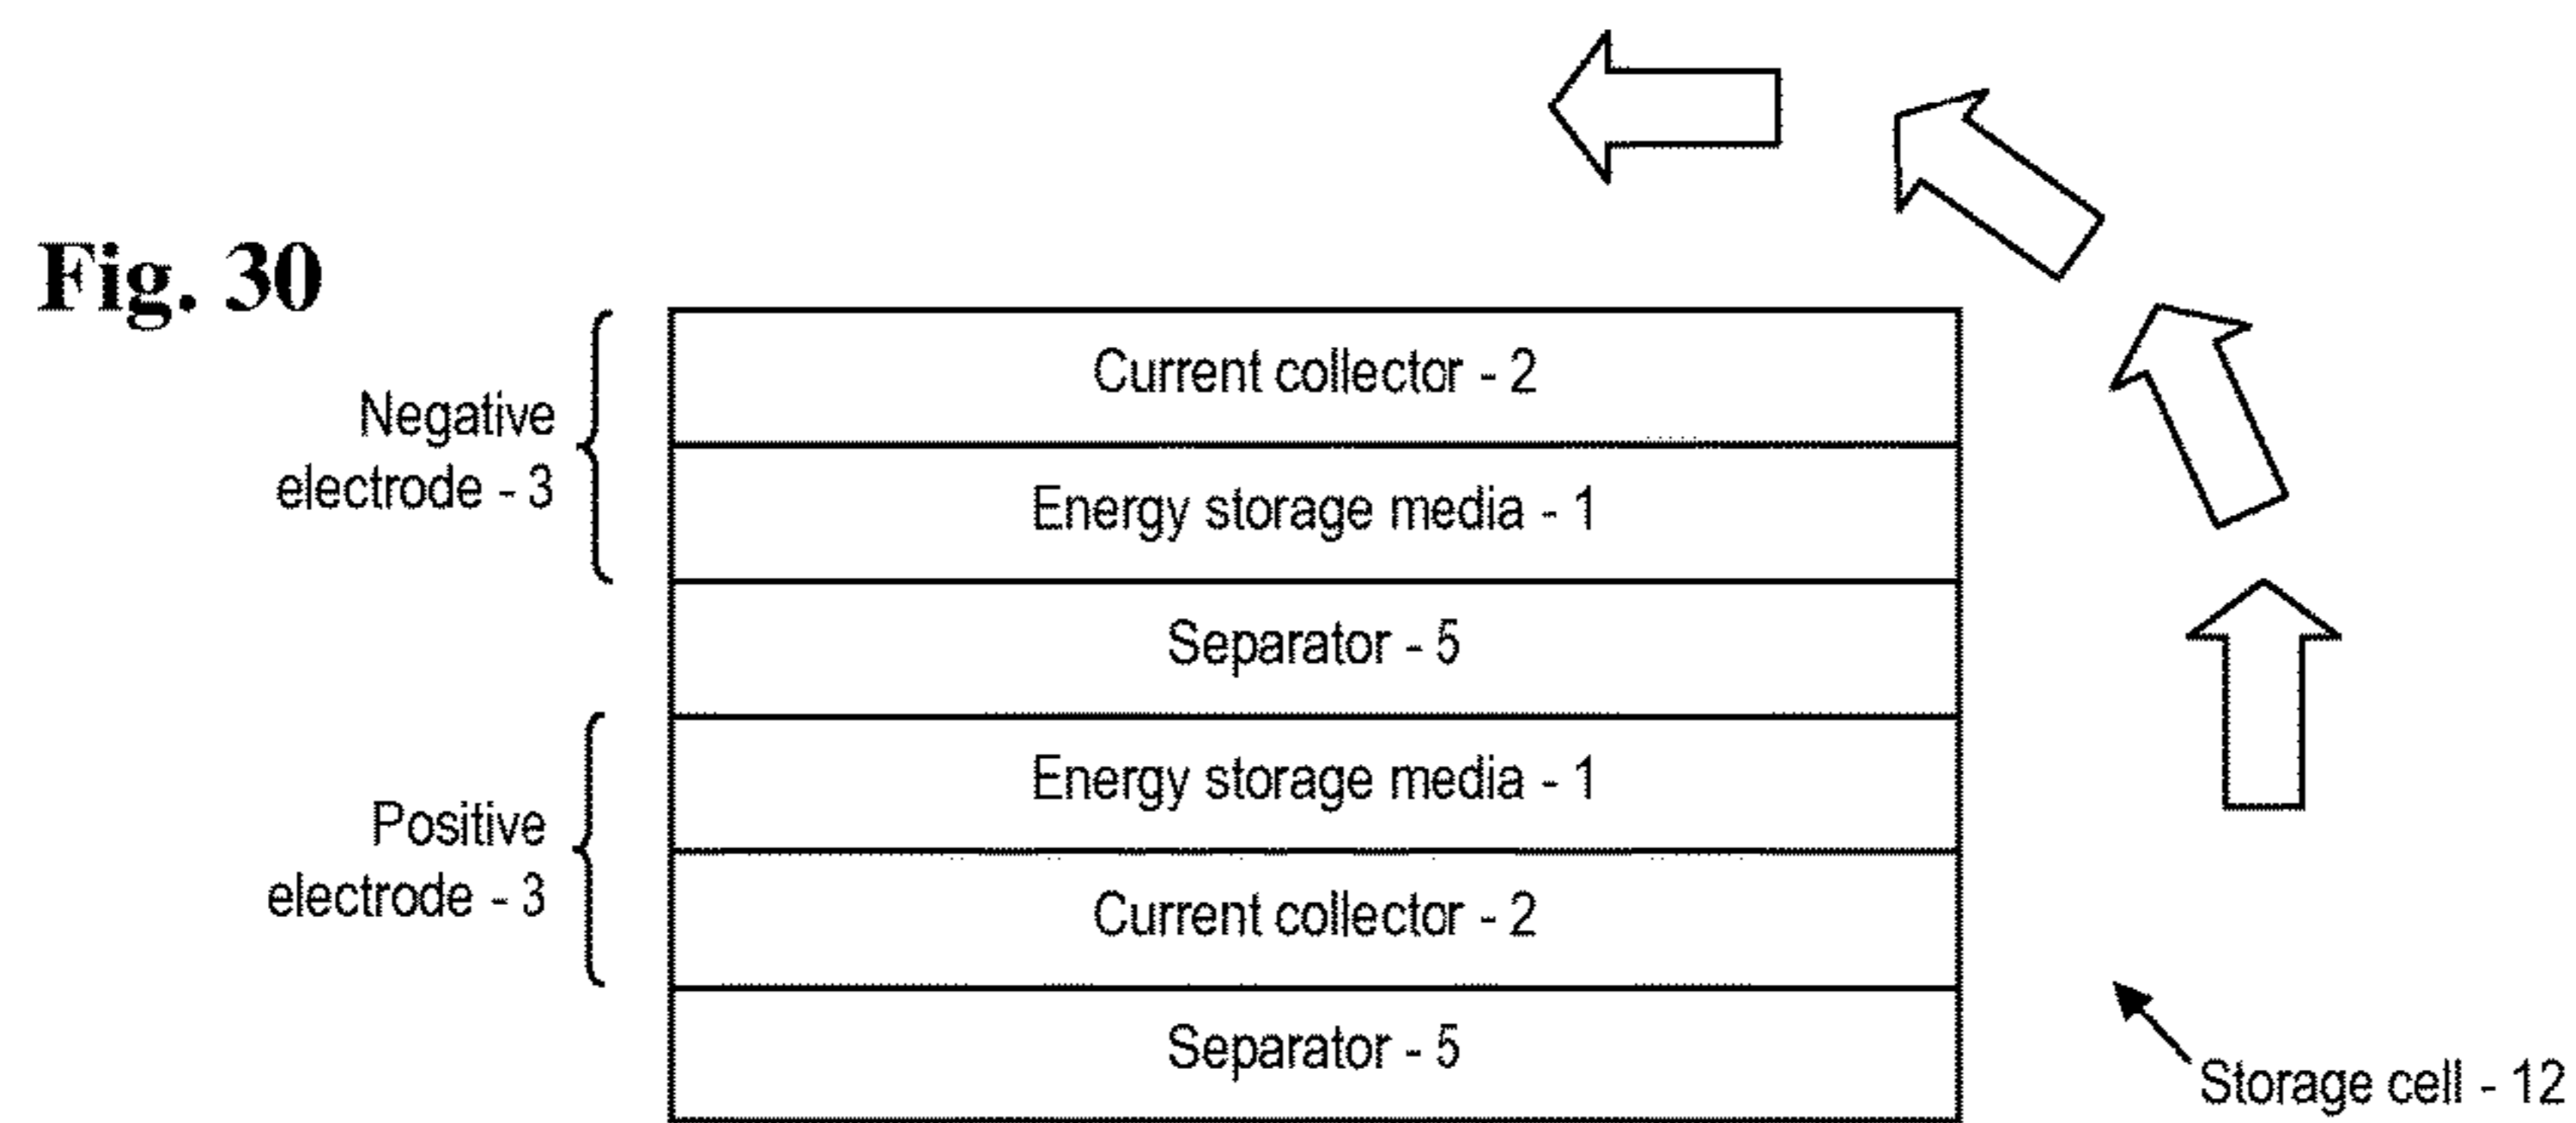 Fig. 30
Current collector - 2
Negative
electrode - 3
Energy storage media - 1
Separator - 5
Energy storage media - 1
Positive
electrode - 3
Current collector - 2
Separator - 5
Storage cell - 12